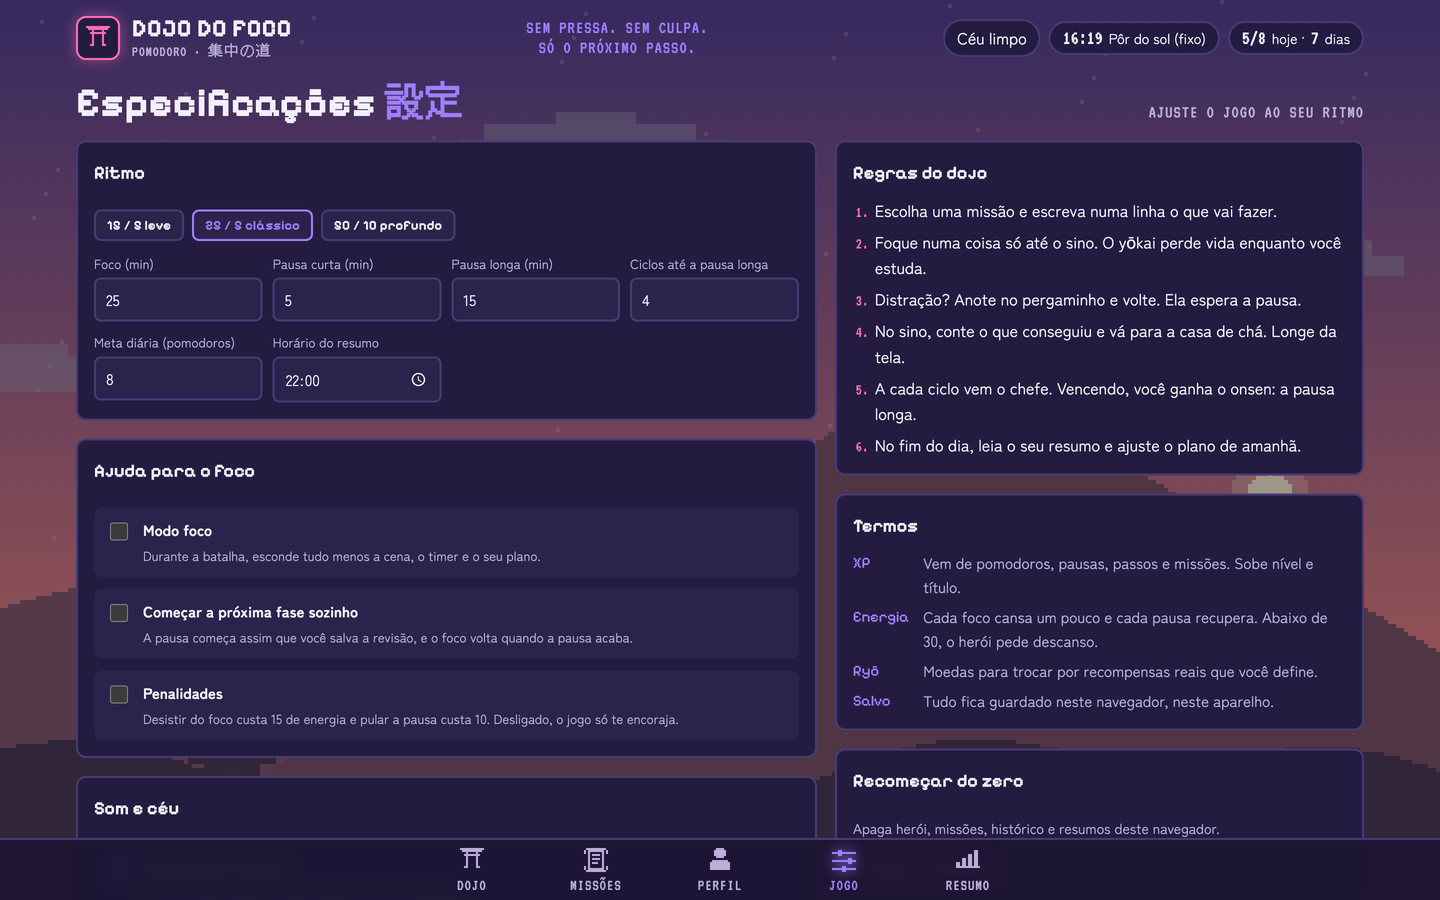 DOJO DO FOCO
POMODORO · 集中の道
SEM PRESSA. SEM CULPA.
SÓ O PRÓXIMO PASSO.
Céu limpo
16:19 Pôr do sol (fixo)
5/8 hoje · 7 dias
Especificações 設定
AJUSTE O JOGO AO SEU RITMO
Ritmo
15 / 5 leve
25 / 5 clássico
50 / 10 profundo
Foco (min)
Pausa curta (min)
Pausa longa (min)
Ciclos até a pausa longa
25
5
15
4
Meta diária (pomodoros)
Horário do resumo
8
22:00
Ajuda para o foco
Modo foco
Durante a batalha, esconde tudo menos a cena, o timer e o seu plano.
Começar a próxima fase sozinho
A pausa começa assim que você salva a revisão, e o foco volta quando a pausa acaba.
Penalidades
Desistir do foco custa 15 de energia e pular a pausa custa 10. Desligado, o jogo só te encoraja.
Som e céu
Regras do dojo
1. Escolha uma missão e escreva numa linha o que vai fazer.
2. Foque numa coisa só até o sino. O yōkai perde vida enquanto você
estuda.
3. Distração? Anote no pergaminho e volte. Ela espera a pausa.
4. No sino, conte o que conseguiu e vá para a casa de chá. Longe da
tela.
5. A cada ciclo vem o chefe. Vencendo, você ganha o onsen: a pausa
longa.
6. No fim do dia, leia o seu resumo e ajuste o plano de amanhã.
Termos
XP Vem de pomodoros, pausas, passos e missões. Sobe nível e
título.
Energia Cada foco cansa um pouco e cada pausa recupera. Abaixo de
30, o herói pede descanso.
Ryō Moedas para trocar por recompensas reais que você define.
Salvo Tudo fica guardado neste navegador, neste aparelho.
Recomeçar do zero
Apaga herói, missões, histórico e resumos deste navegador.
DOJO
MISSÕES
PERFIL
JOGO
RESUMO